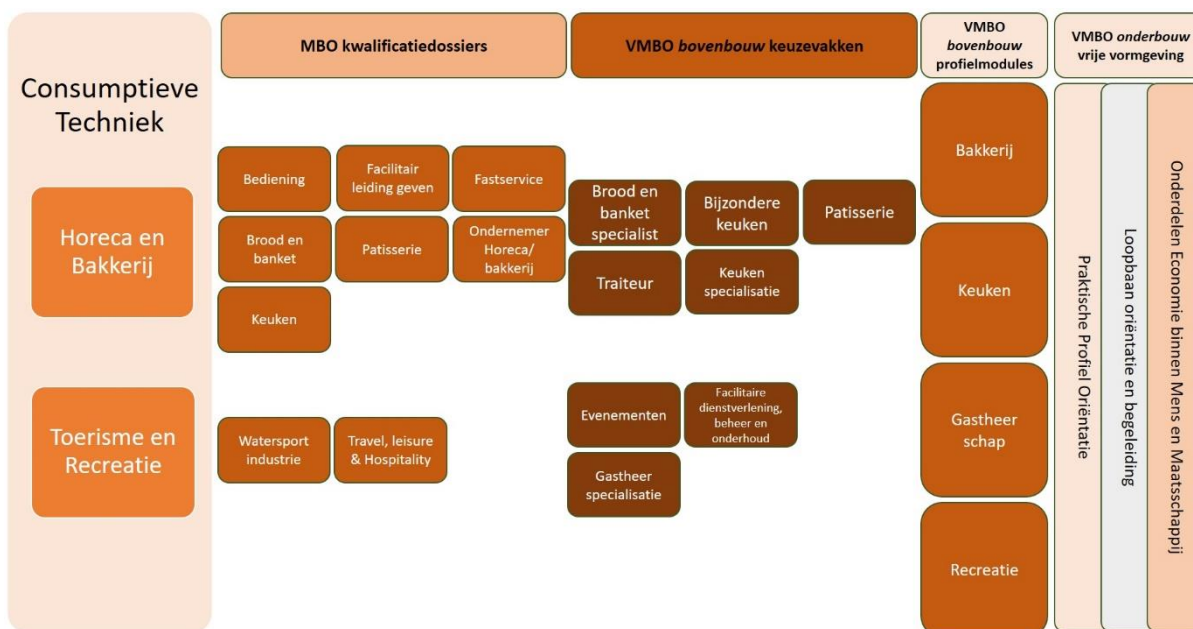 Consumptieve
Techniek
Horeca en
Bakkerij
Toerisme en
Recreatie
MBO kwalificatiedossiers
Bediening
Facilitair
leiding geven
Fastservice
Brood en
banket
Patisserie
Ondernemer
Horeca/
bakkerij
Keuken
Watersport
industrie
Travel, leisure
& Hospitality
VMBO bovenbouw keuzevakken
Brood en
banket
specialist
Bijzondere
keuken
Patisserie
Traiteur
Keuken
specialisatie
Evenementen
Facilitaire
dienstverlening,
beheer en
onderhoud
Gastheer
specialisatie
VMBO
bovenbouw
profielmodules
Bakkerij
Keuken
Gastheer
schap
Recreatie
VMBO onderbouw
vrije vormgeving
Praktische Profiel Oriëntatie
Loopbaan oriëntatie en begeleiding
Onderdelen Economie binnen Mens en Maatsschappij